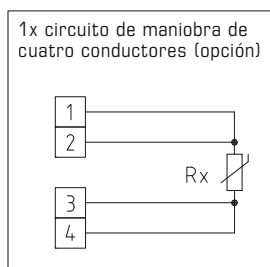 1x circuito de maniobra de
cuatro conductores (opción)
1
2
Rx
3
4